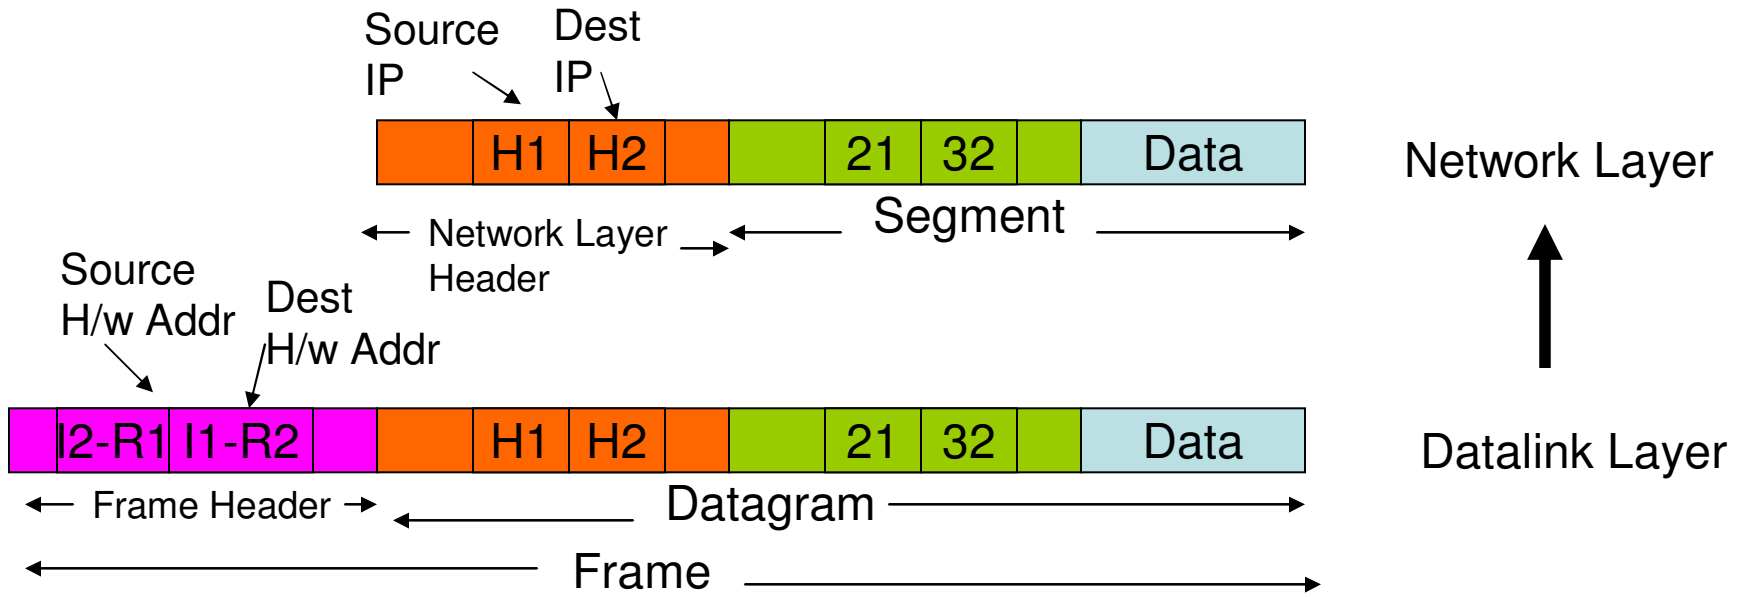 Source
IP
Dest
IP
H1 H2 21 32 Data
Network Layer
Network Layer
Header
Segment
Source
H/w Addr
Dest
H/w Addr
I2-R1 I1-R2 H1 H2 21 32 Data
Datalink Layer
Frame Header
Datagram
Frame